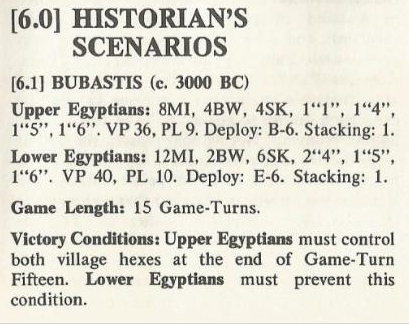 [6.0] HISTORIAN'S
SCENARIOS
[6.1] BUBASTIS (c. 3000 BC)
Upper Egyptians: 8MI, 4BW, 4SK, 1“1”, 1“4”,
1“5”, 1“6”. VP 36, PL 9. Deploy: B-6. Stacking: 1.
Lower Egyptians: 12MI, 2BW, 6SK, 2“4”, 1“5”,
1“6”. VP 40, PL 10. Deploy: E-6. Stacking: 1.
Game Length: 15 Game-Turns.
Victory Conditions: Upper Egyptians must control
both village hexes at the end of Game-Turn
Fifteen. Lower Egyptians must prevent this
condition.